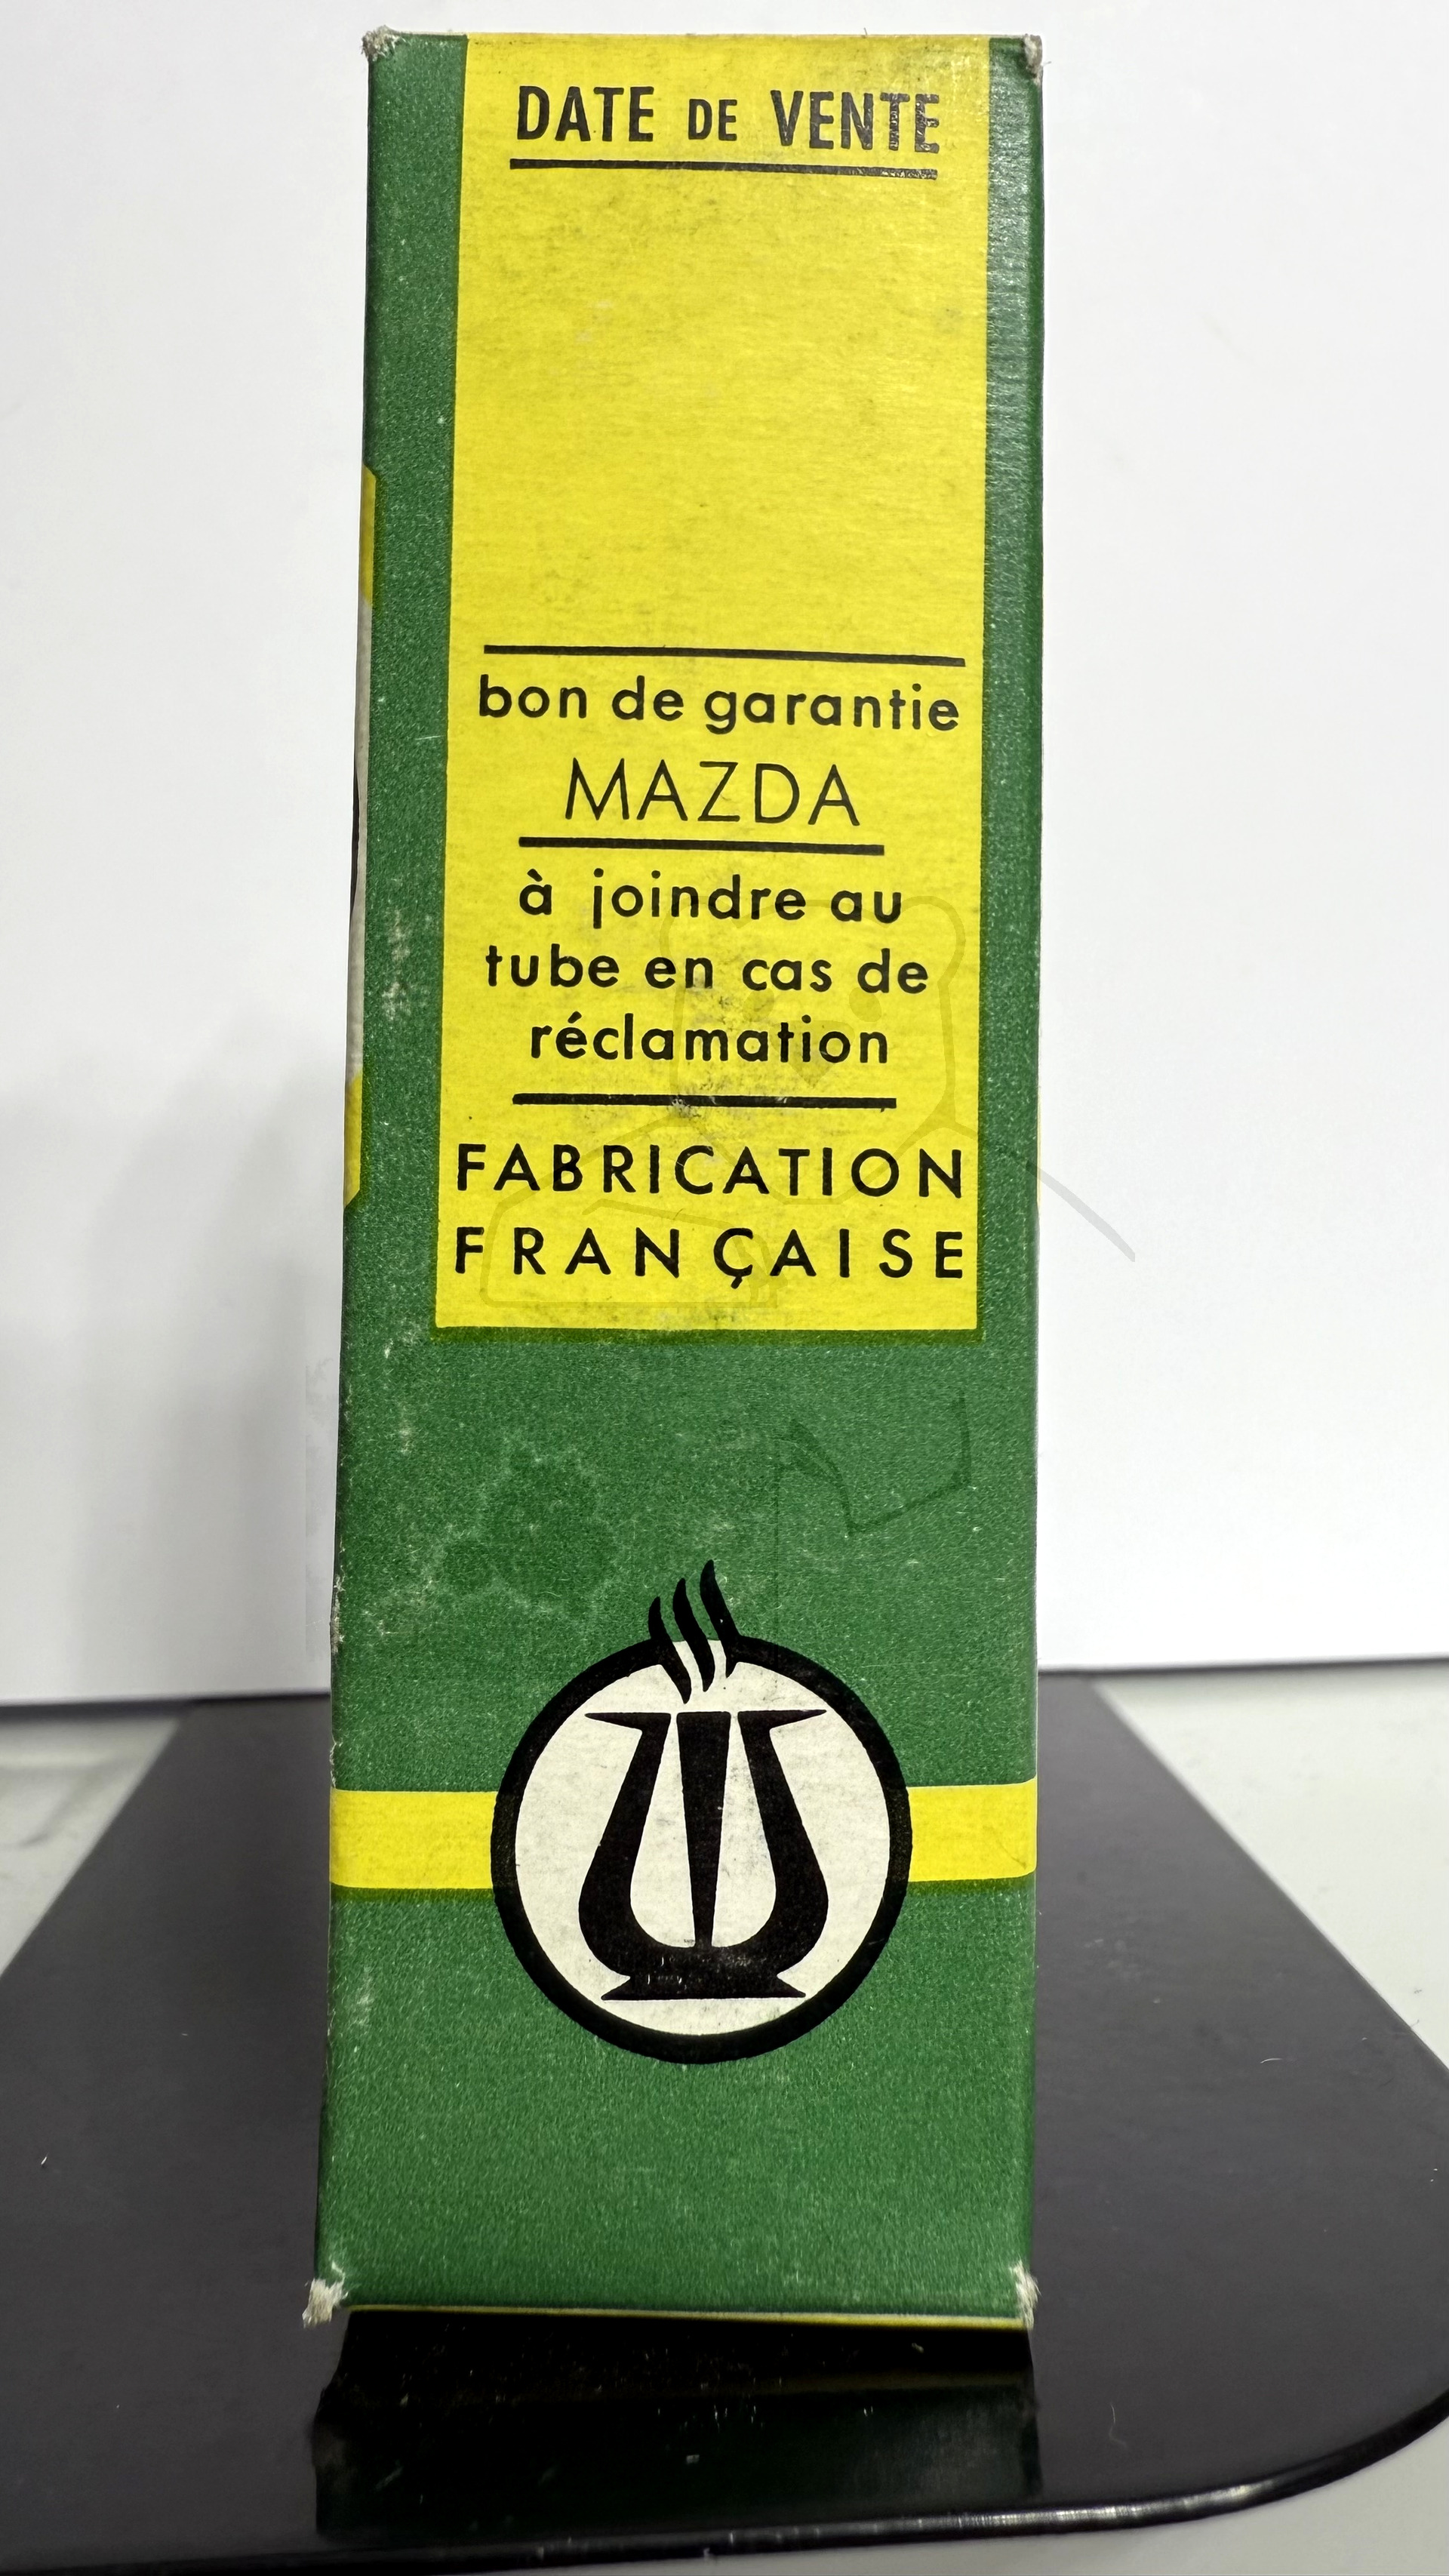 DATE DE VENTE
bon de garantie
MAZDA
à joindre au
tube en cas de
réclamation
FABRICATION
FRANÇAISE